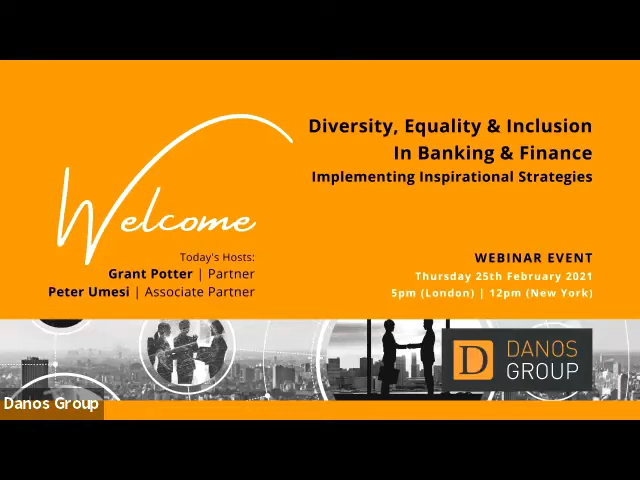 Welcome
Diversity, Equality & Inclusion
In Banking & Finance
Implementing Inspirational Strategies
Today's Hosts:
Grant Potter | Partner
Peter Umesi | Associate Partner
WEBINAR EVENT
Thursday 25th February 2021
5pm (London) | 12pm (New York)
D
DANOS
GROUP
Danos Group